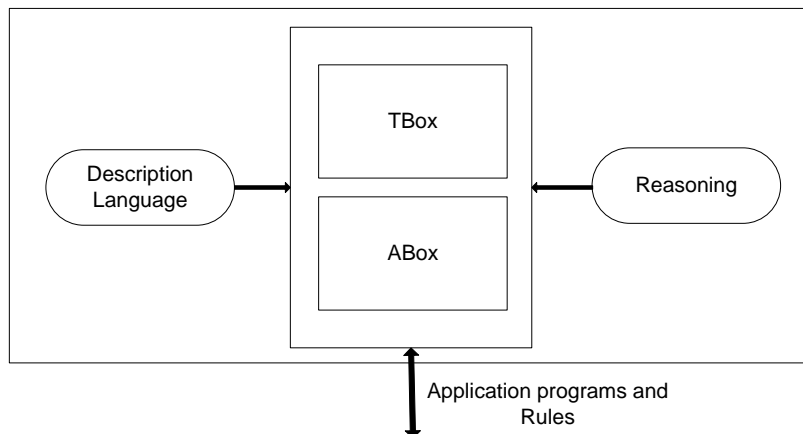 TBox
Description
Language
Reasoning
ABox
Application programs and
Rules